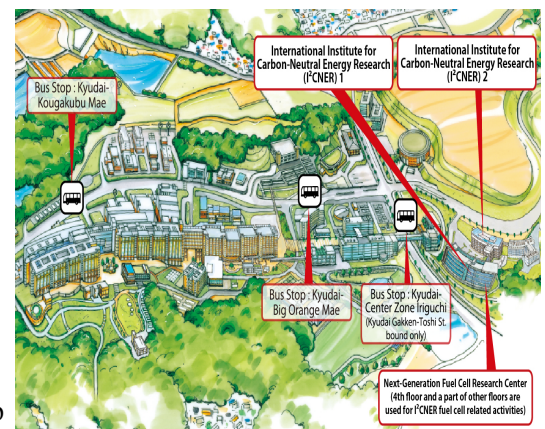 International Institute for
Carbon-Neutral Energy Research
(I²CNER) 1
International Institute for
Carbon-Neutral Energy Research
(I²CNER) 2
Bus Stop : Kyudai-
Kougakubu Mae
Bus Stop : Kyudai-
Big Orange Mae
Bus Stop : Kyudai-
Center Zone Iriguchi
(Kyudai Gakken-Toshi St.
bound only)
Next-Generation Fuel Cell Research Center
(4th floor and a part of other floors are
used for I²CNER fuel cell related activities)